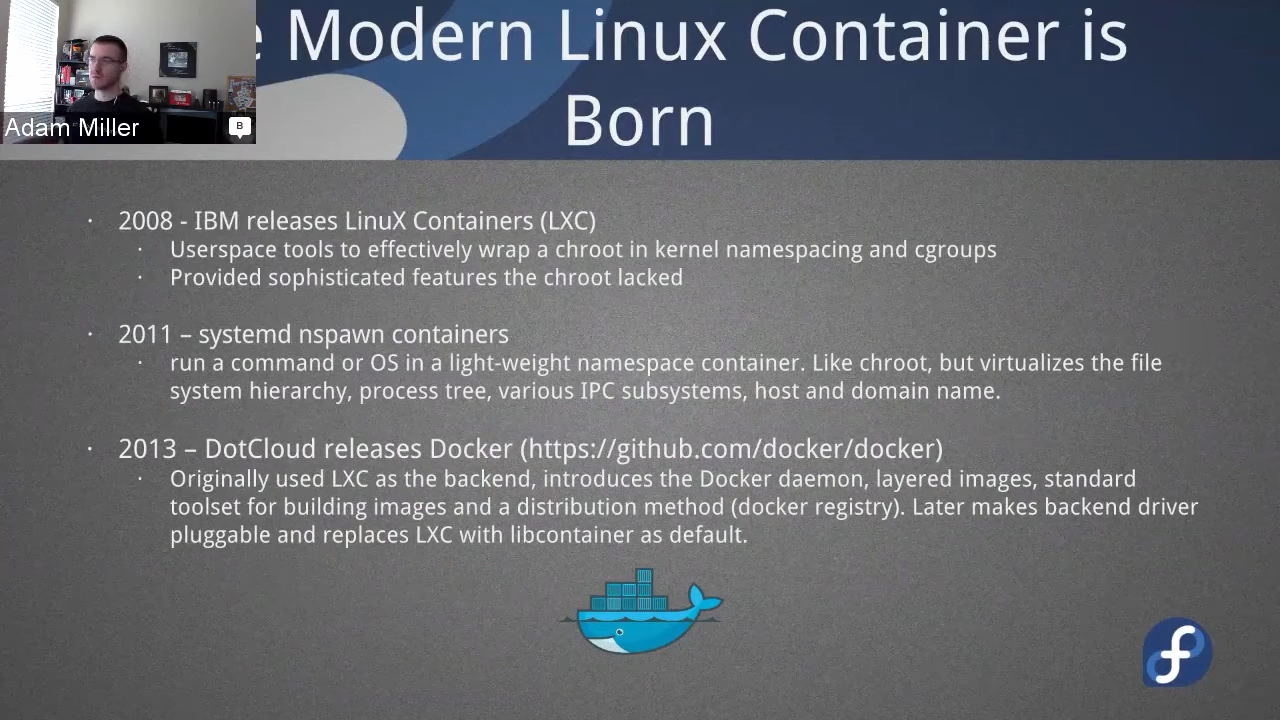 e Modern Linux Container is
Born
Adam Miller
B
· 2008 - IBM releases LinuX Containers (LXC)
· Userspace tools to effectively wrap a chroot in kernel namespacing and cgroups
· Provided sophisticated features the chroot lacked
· 2011 – systemd nspawn containers
· run a command or OS in a light-weight namespace container. Like chroot, but virtualizes the file
system hierarchy, process tree, various IPC subsystems, host and domain name.
· 2013 – DotCloud releases Docker (https://github.com/docker/docker)
· Originally used LXC as the backend, introduces the Docker daemon, layered images, standard
toolset for building images and a distribution method (docker registry). Later makes backend driver
pluggable and replaces LXC with libcontainer as default.